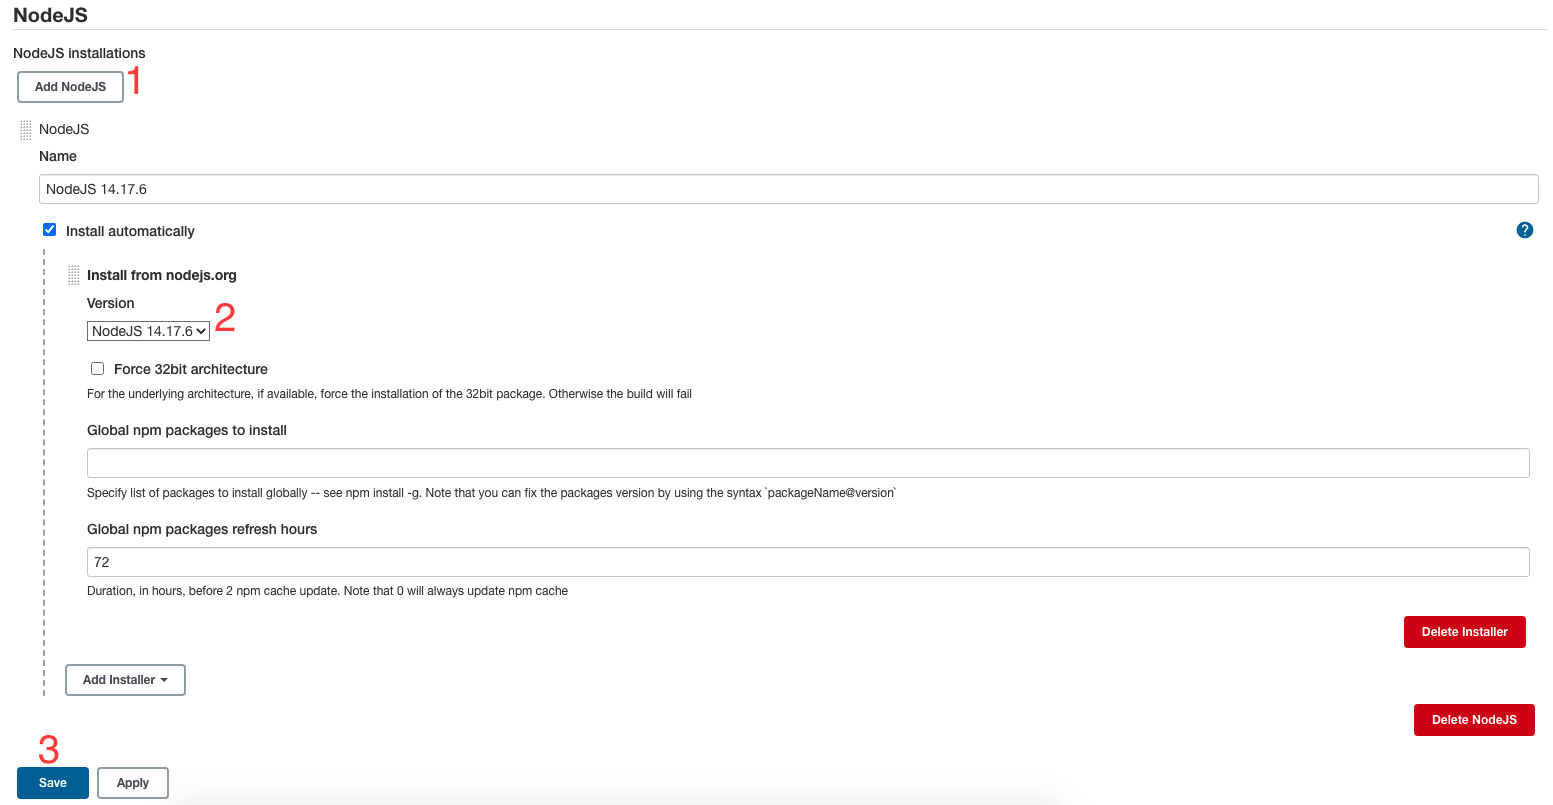 NodeJS
NodeJS installations
Add NodeJS
1
NodeJS
Name
NodeJS 14.17.6
Install automatically
?
Install from nodejs.org
Version
NodeJS 14.17.6
2
Force 32bit architecture
For the underlying architecture, if available, force the installation of the 32bit package. Otherwise the build will fail
Global npm packages to install
Specify list of packages to install globally -- see npm install -g. Note that you can fix the packages version by using the syntax `packageName@version`
Global npm packages refresh hours
72
Duration, in hours, before 2 npm cache update. Note that 0 will always update npm cache
Delete Installer
Add Installer
Delete NodeJS
3
Save
Apply